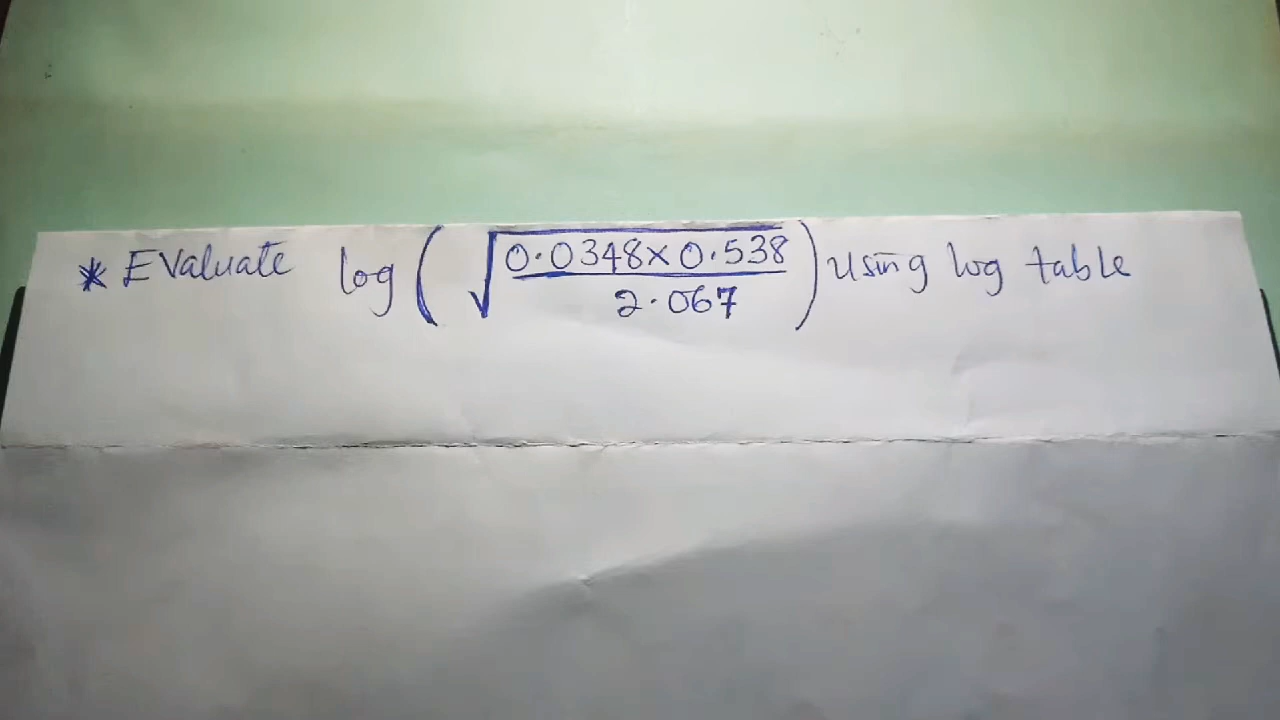 * Evaluate log ( √ 0.0348 x 0.538 / 2.067 ) using log table